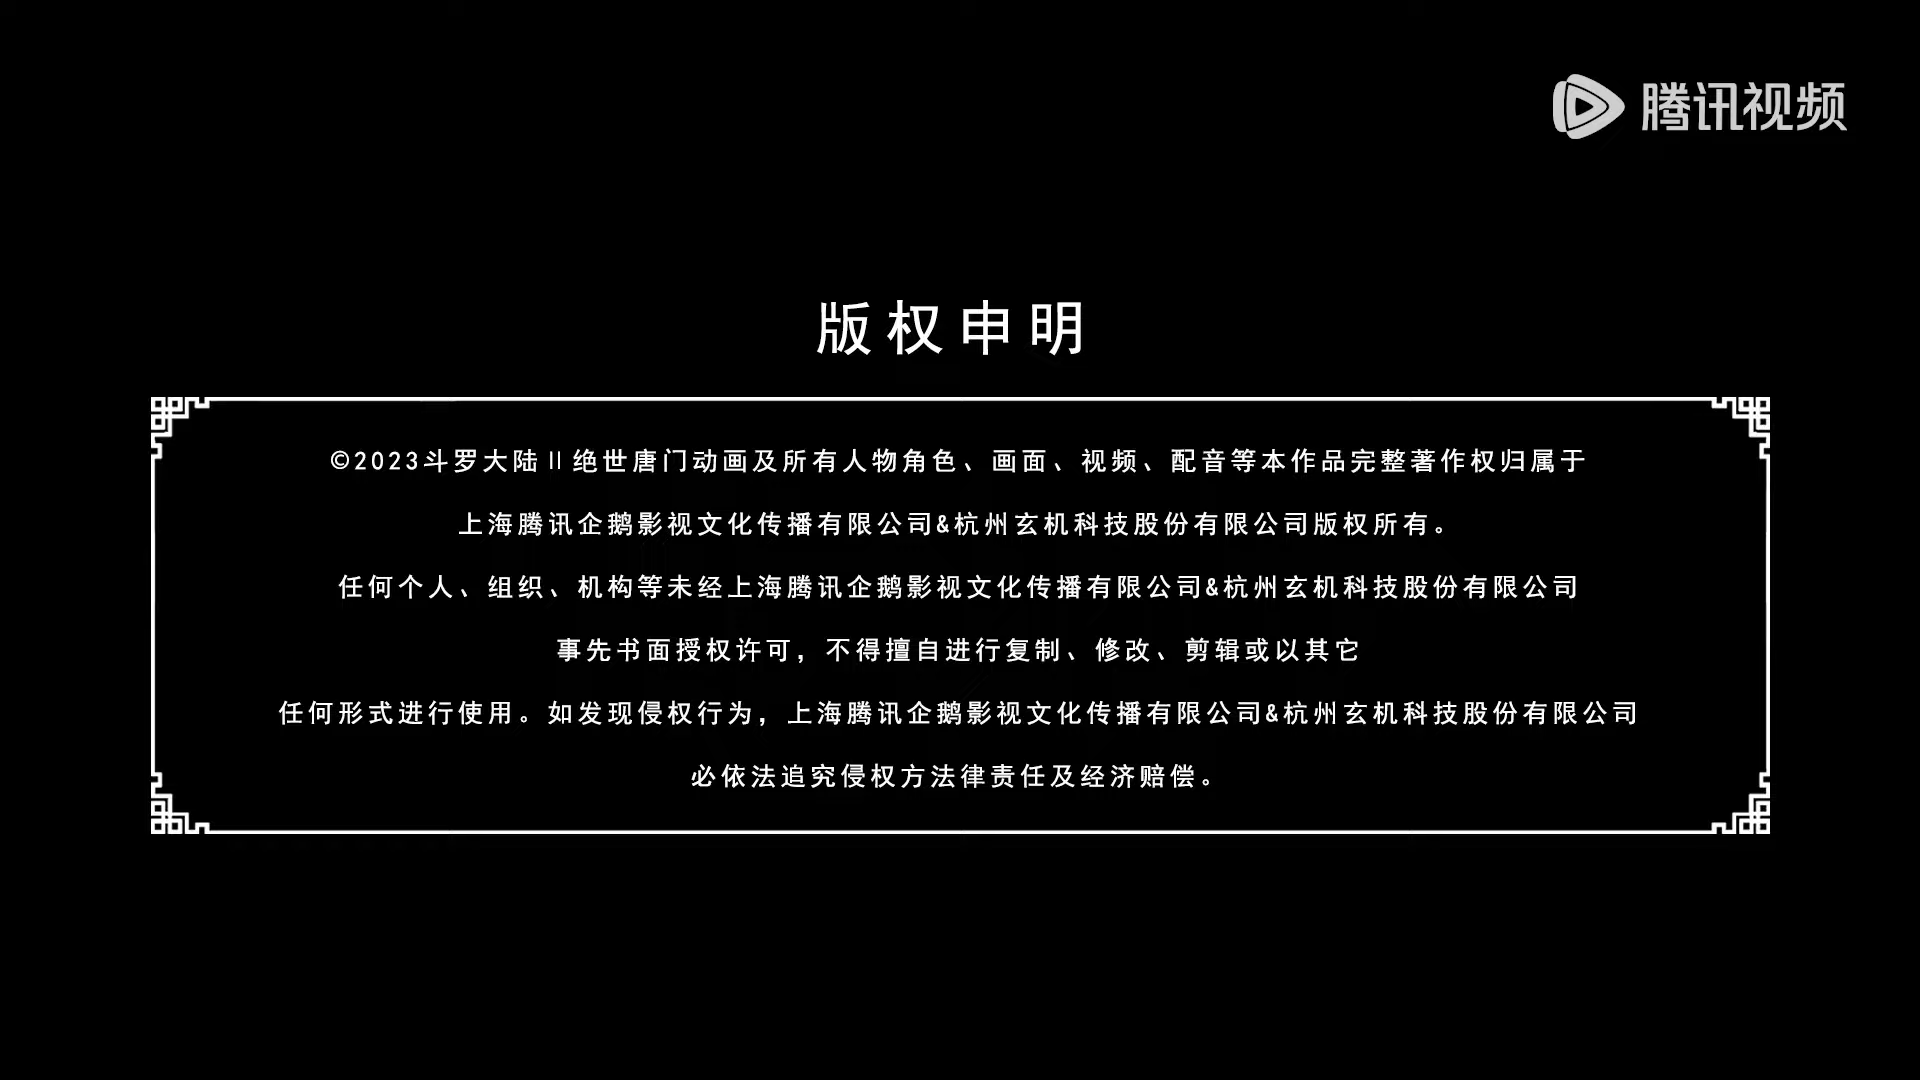 腾讯视频
版权申明
©2023斗罗大陆Ⅱ绝世唐门动画及所有人物角色、画面、视频、配音等本作品完整著作权归属于
上海腾讯企鹅影视文化传播有限公司&杭州玄机科技股份有限公司版权所有。
任何个人、组织、机构等未经上海腾讯企鹅影视文化传播有限公司&杭州玄机科技股份有限公司
事先书面授权许可，不得擅自进行复制、修改、剪辑或以其它
任何形式进行使用。如发现侵权行为，上海腾讯企鹅影视文化传播有限公司&杭州玄机科技股份有限公司
必依法追究侵权方法律责任及经济赔偿。